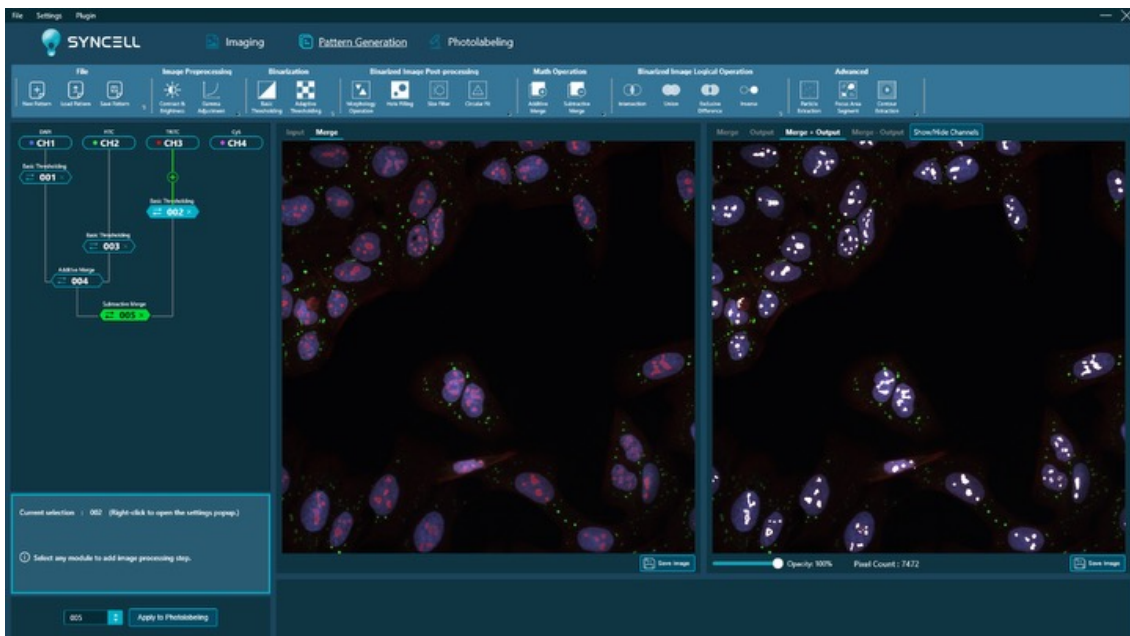 File Settings Plugin
SYNCELL Imaging Pattern Generation Photolabeling
File Image Preprocessing Binarization Binarized Image Post-processing Math Operation Binarized Image Logical Operation Advanced
New Pattern Load Pattern Save Pattern Contrast & Brightness Gamma Adjustment Basic Thresholding Adaptive Thresholding Morphology Operation Hole Filling Size Filter Circular Fit Additive Merge Subtractive Merge Intersection Union Exclusive Difference Inverse Particle Extraction Focus Area Segment Contour Extraction
DAPI FITC TRITC Cy5
CH1 CH2 CH3 CH4
Basic Thresholding
001
Basic Thresholding
002
Basic Thresholding
003
Additive Merge
004
Subtractive Merge
005
Input Merge
Merge Output Merge + Output Merge - Output Show/Hide Channels
Current selection : 002 (Right-click to open the settings popup.)
Select any module to add image processing step.
Save Image
Opacity: 100% Pixel Count : 7472 Save Image
005 Apply to Photolabeling